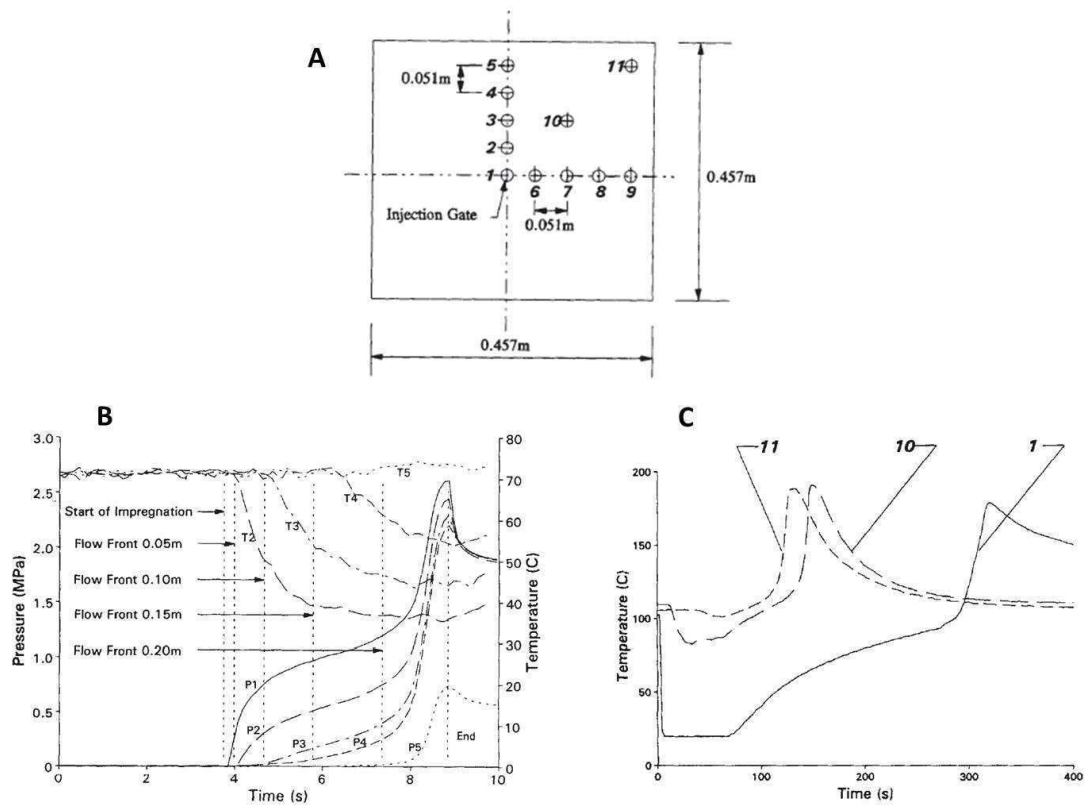 A
5
11
0.051m
4
3
10
2
1
6
7
8
9
0.457m
Injection Gate
0.051m
0.457m
B
3.0
2.5
2.0
1.5
1.0
0.5
0
Pressure (MPa)
80
70
60
50
40
30
20
10
0
Temperature (C)
T5
T4
T3
T2
Start of Impregnation
Flow Front 0.05m
Flow Front 0.10m
Flow Front 0.15m
Flow Front 0.20m
P1
P2
P3
P4
P5
End
0
2
4
6
8
10
Time (s)
C
11
10
1
200
150
100
50
0
Temperature (C)
0
100
200
300
400
Time (s)